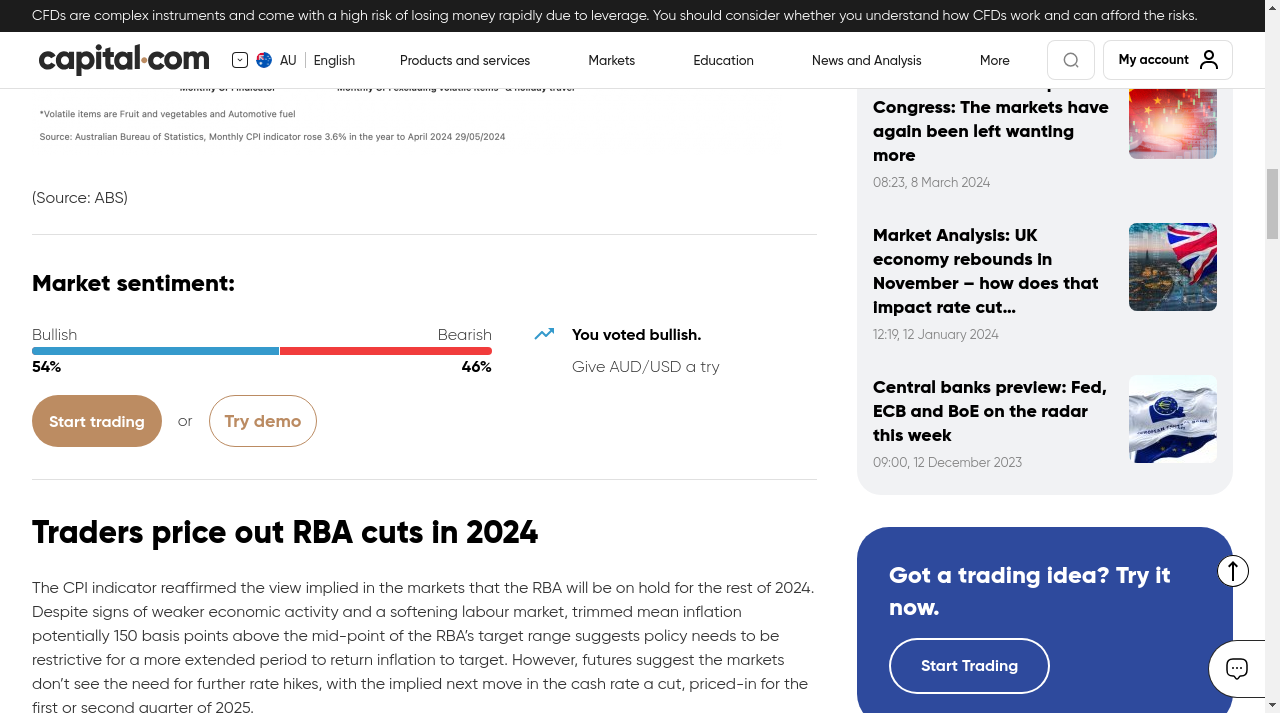 CFDs are complex instruments and come with a high risk of losing money rapidly due to leverage. You should consider whether you understand how CFDs work and can afford the risks.
capital.com
AU
English
Products and services
Markets
Education
News and Analysis
More
My account
*Volatile items are Fruit and vegetables and Automotive fuel
Source: Australian Bureau of Statistics, Monthly CPI indicator rose 3.6% in the year to April 2024 29/05/2024
(Source: ABS)
Market sentiment:
Bullish
Bearish
54%
46%
You voted bullish.
Give AUD/USD a try
Start trading
or
Try demo
Traders price out RBA cuts in 2024
The CPI indicator reaffirmed the view implied in the markets that the RBA will be on hold for the rest of 2024.
Despite signs of weaker economic activity and a softening labour market, trimmed mean inflation
potentially 150 basis points above the mid-point of the RBA’s target range suggests policy needs to be
restrictive for a more extended period to return inflation to target. However, futures suggest the markets
don’t see the need for further rate hikes, with the implied next move in the cash rate a cut, priced-in for the
first or second quarter of 2025.
Congress: The markets have
again been left wanting
more
08:23, 8 March 2024
Market Analysis: UK
economy rebounds in
November – how does that
impact rate cut…
12:19, 12 January 2024
Central banks preview: Fed,
ECB and BoE on the radar
this week
09:00, 12 December 2023
Got a trading idea? Try it
now.
Start Trading